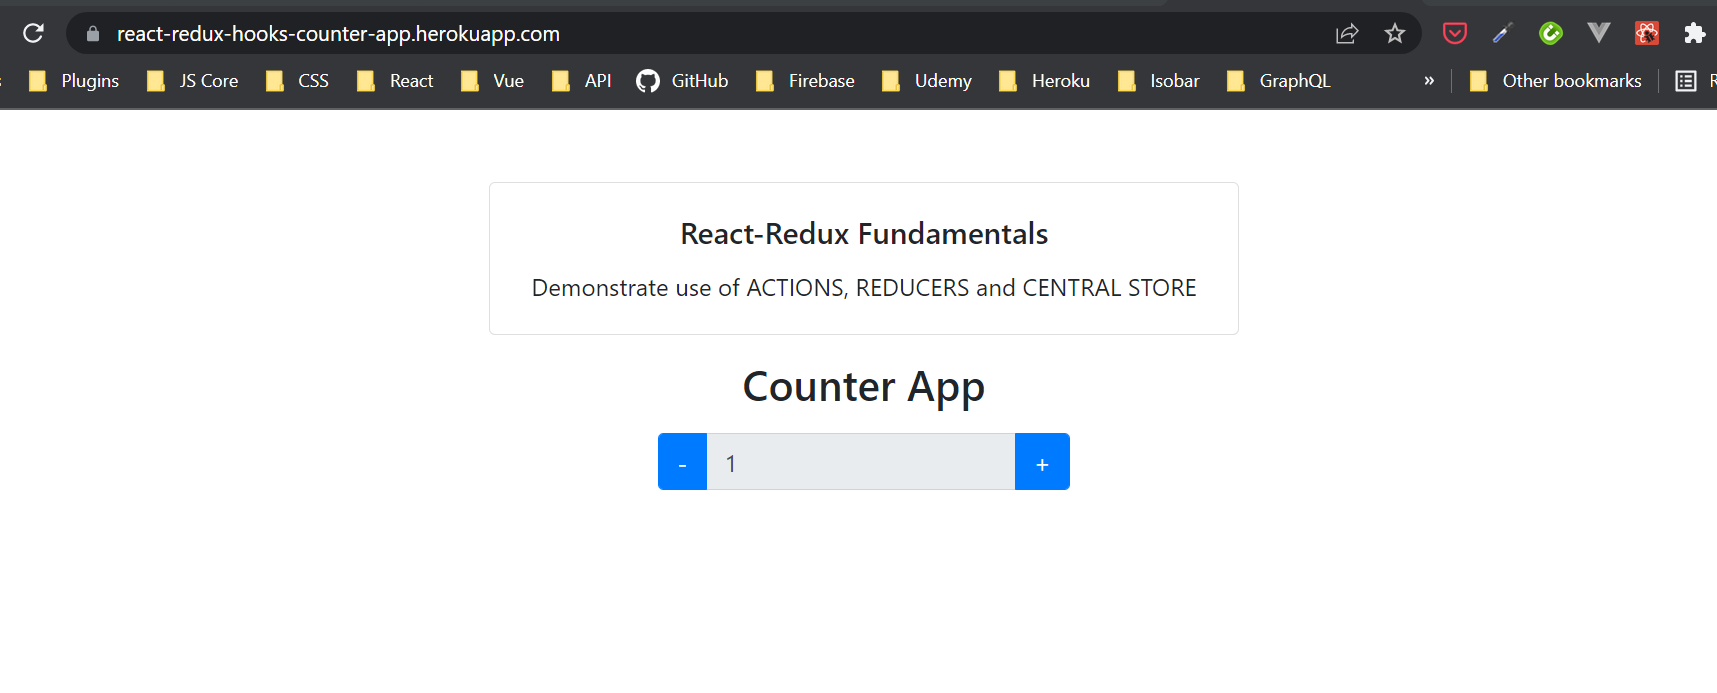 react-redux-hooks-counter-app.herokuapp.com
Plugins JS Core CSS React Vue API GitHub Firebase Udemy Heroku Isobar GraphQL » Other bookmarks
React-Redux Fundamentals
Demonstrate use of ACTIONS, REDUCERS and CENTRAL STORE
Counter App
- 1 +